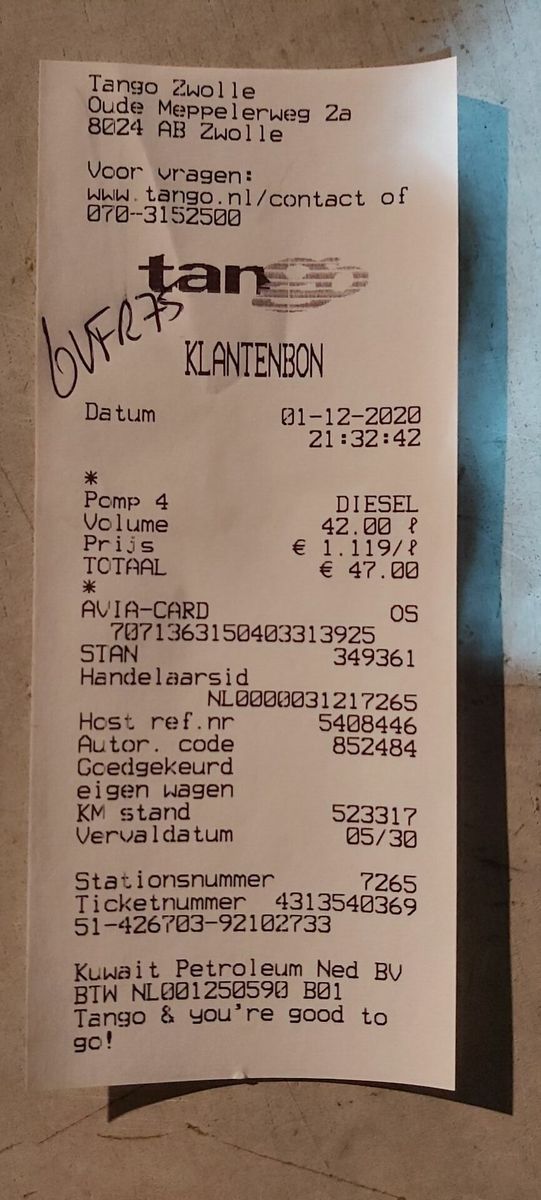 Tango Zwolle
Oude Meppelerweg 2a
8024 AB Zwolle
Voor vragen:
www.tango.nl/contact of
070-3152500
tango
6VFR75
KLANTENBON
Datum 01-12-2020
21:32:42
*
Pomp 4 DIESEL
Volume 42.00 ℓ
Prijs € 1.119/ℓ
TOTAAL € 47.00
*
AVIA-CARD OS
7071363150403313925
STAN 349361
Handelaarsid
NL0000031217265
Host ref.nr 5408446
Autor. code 852484
Goedgekeurd
eigen wagen
KM stand 523317
Vervaldatum 05/30
Stationsnummer 7265
Ticketnummer 4313540369
51-426703-92102733
Kuwait Petroleum Ned BV
BTW NL001250590 B01
Tango & you're good to
go!